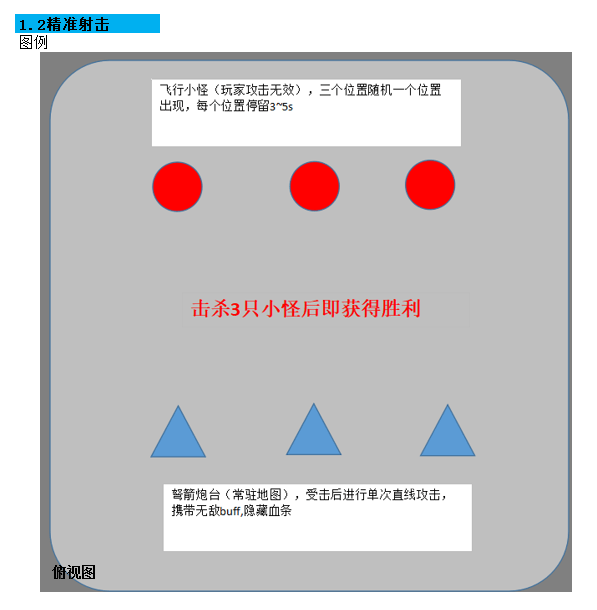 1.2精准射击
图例
飞行小怪（玩家攻击无效），三个位置随机一个位置
出现，每个位置停留3~5s
击杀3只小怪后即获得胜利
弩箭炮台（常驻地图），受击后进行单次直线攻击，
携带无敌buff,隐藏血条
俯视图